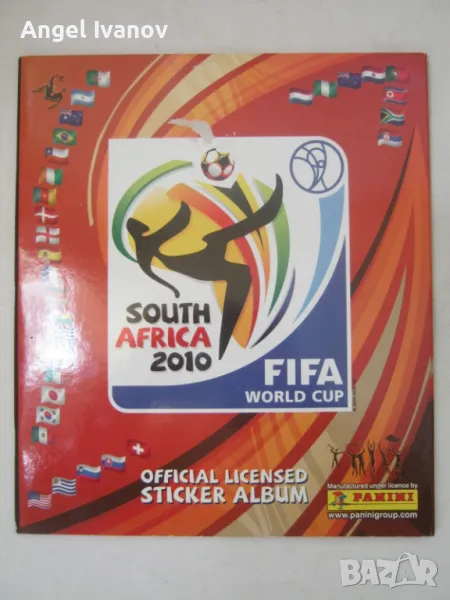 Angel Ivanov
SOUTH
AFRICA
2010
FIFA
WORLD CUP
OFFICIAL LICENSED
STICKER ALBUM
Manufactured under licence by
PANINI
www.paninigroup.com
BAZAR